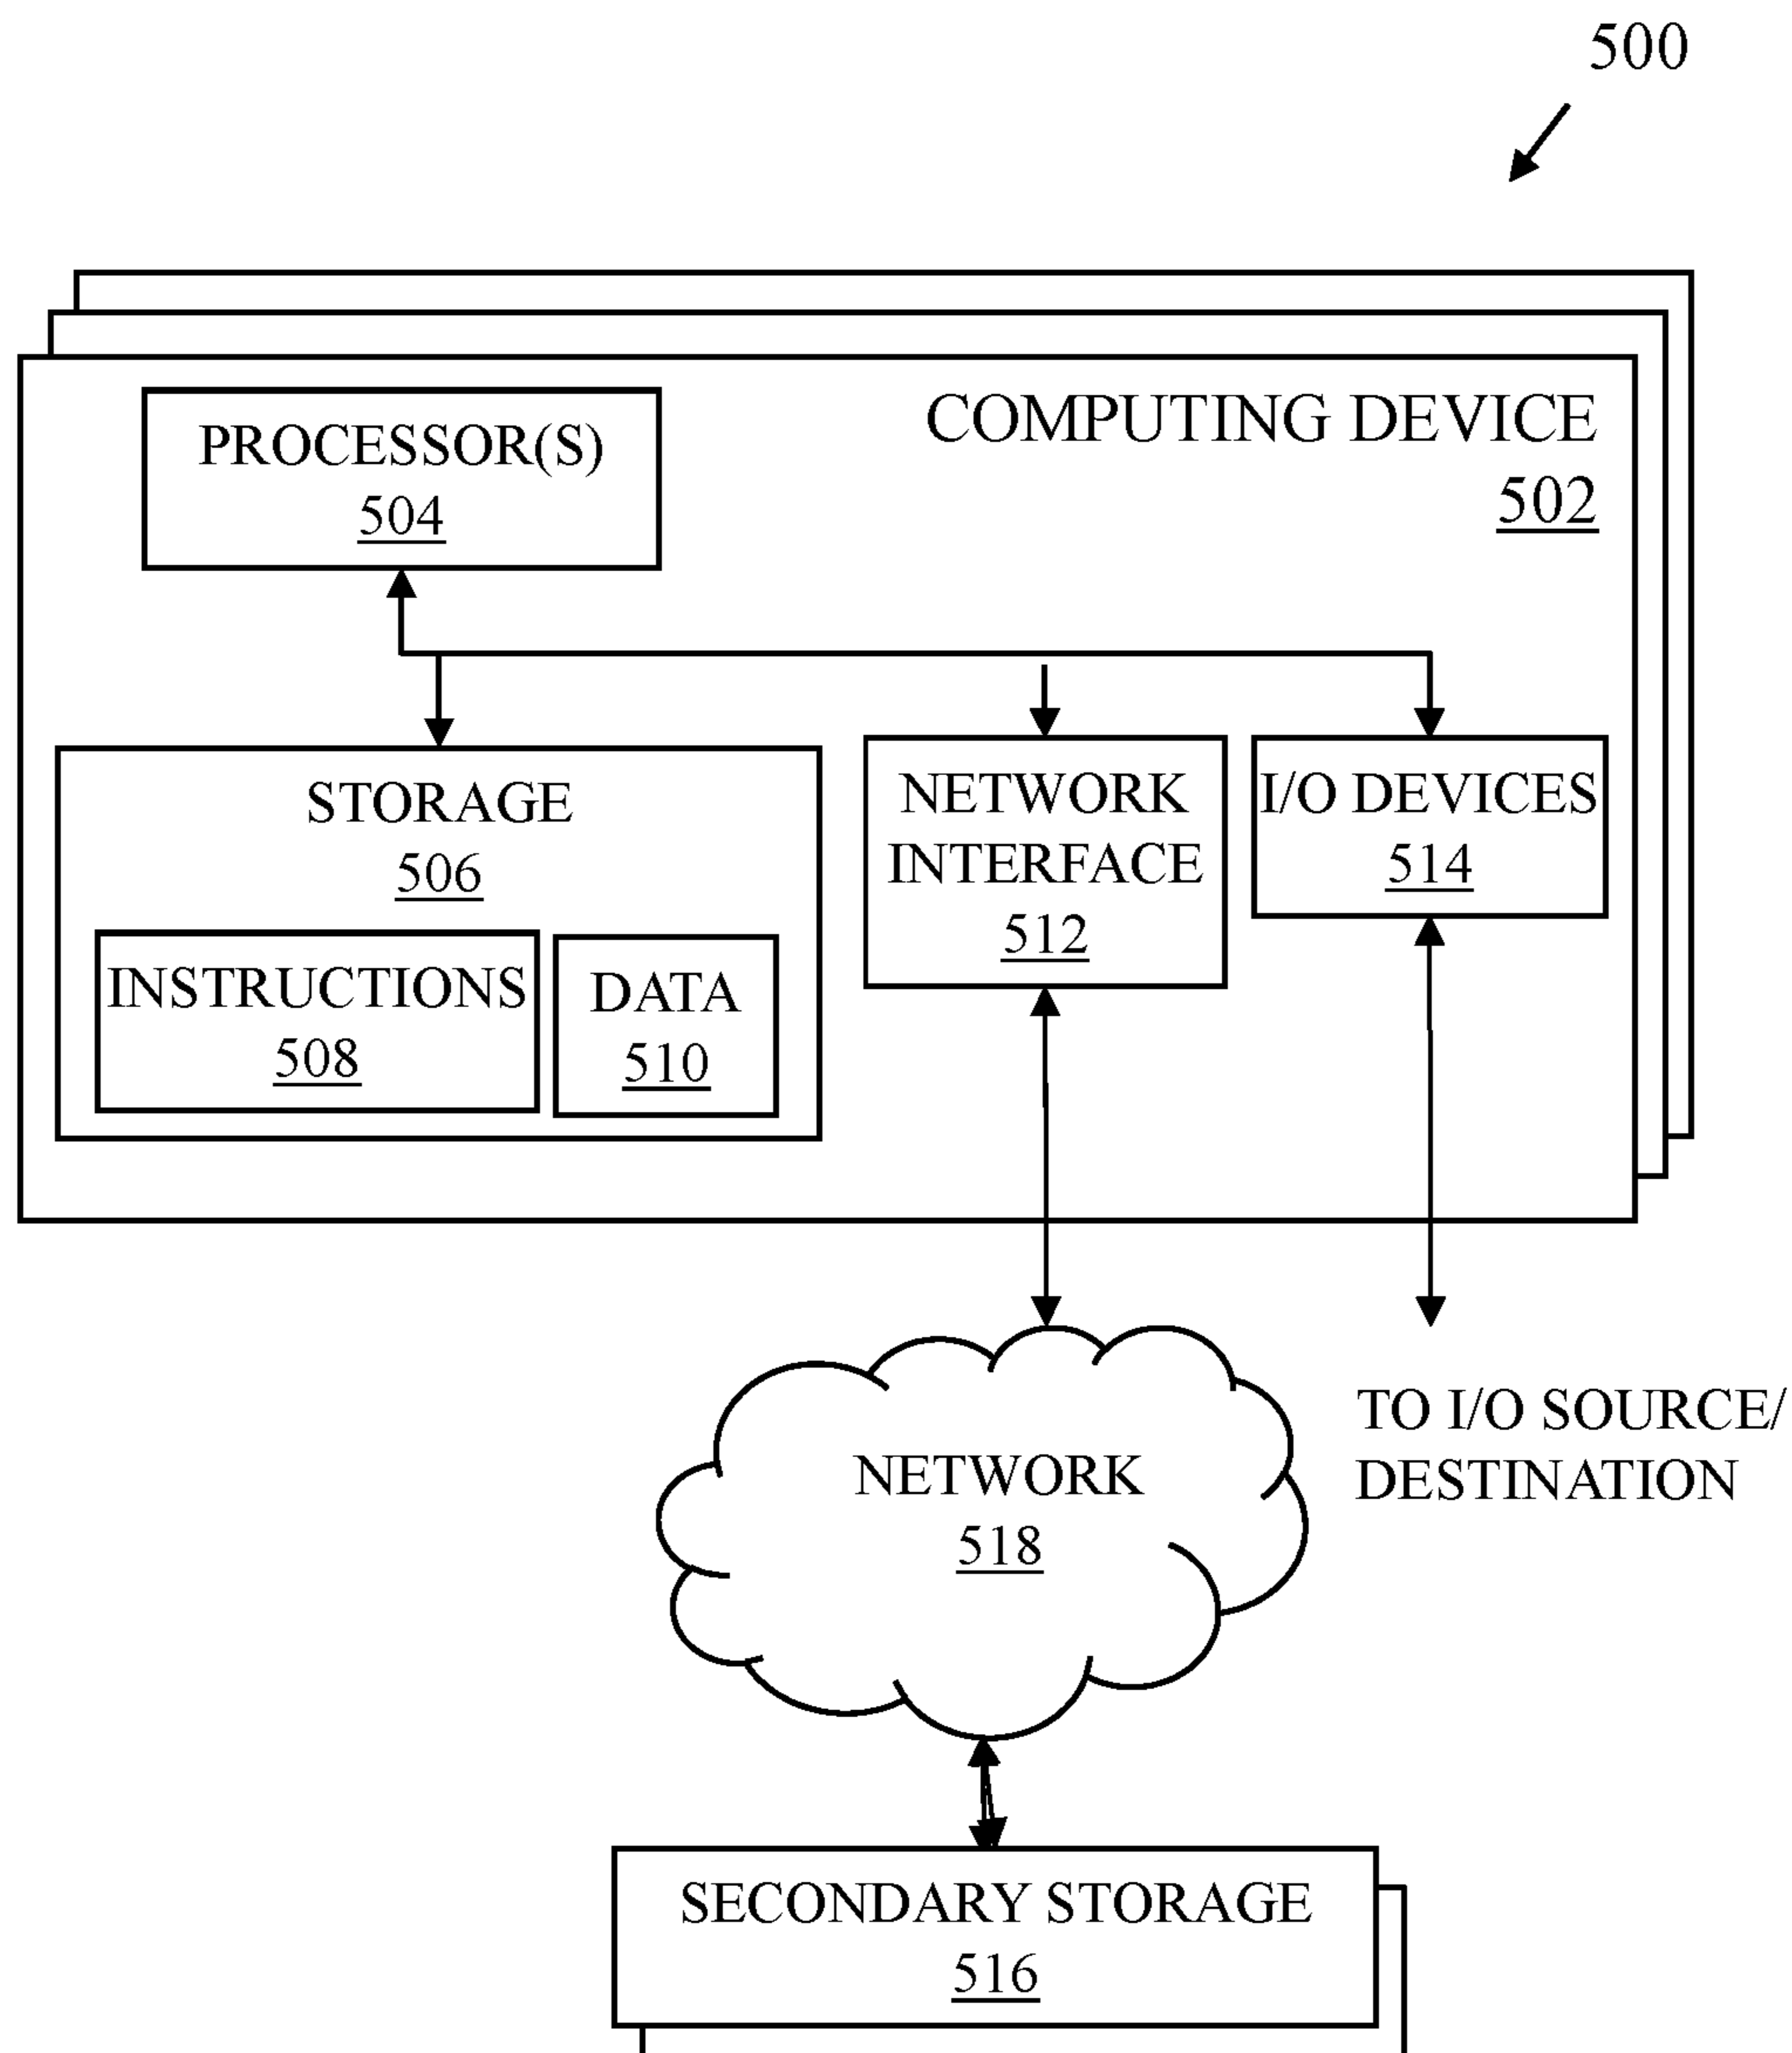 500
COMPUTING DEVICE
502
PROCESSOR(S)
504
STORAGE
506
INSTRUCTIONS
508
DATA
510
NETWORK
INTERFACE
512
I/O DEVICES
514
TO I/O SOURCE/
DESTINATION
NETWORK
518
SECONDARY STORAGE
516